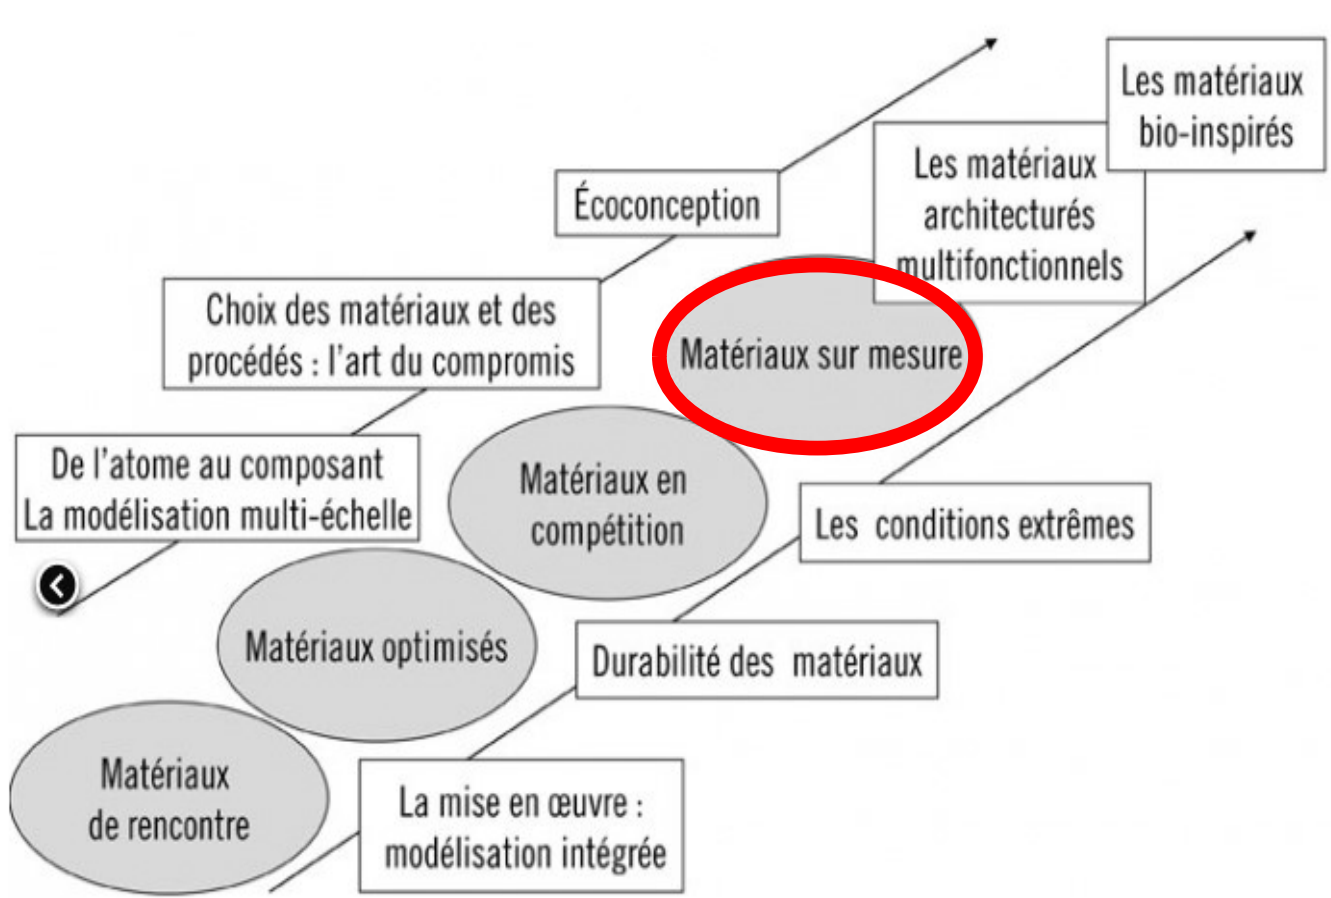 Les matériaux
bio-inspirés
Les matériaux
architecturés
multifonctionnels
Écoconception
Choix des matériaux et des
procédés : l'art du compromis
Matériaux sur mesure
De l'atome au composant
La modélisation multi-échelle
Matériaux en
compétition
Les conditions extrêmes
Matériaux optimisés
Durabilité des matériaux
Matériaux
de rencontre
La mise en œuvre :
modélisation intégrée